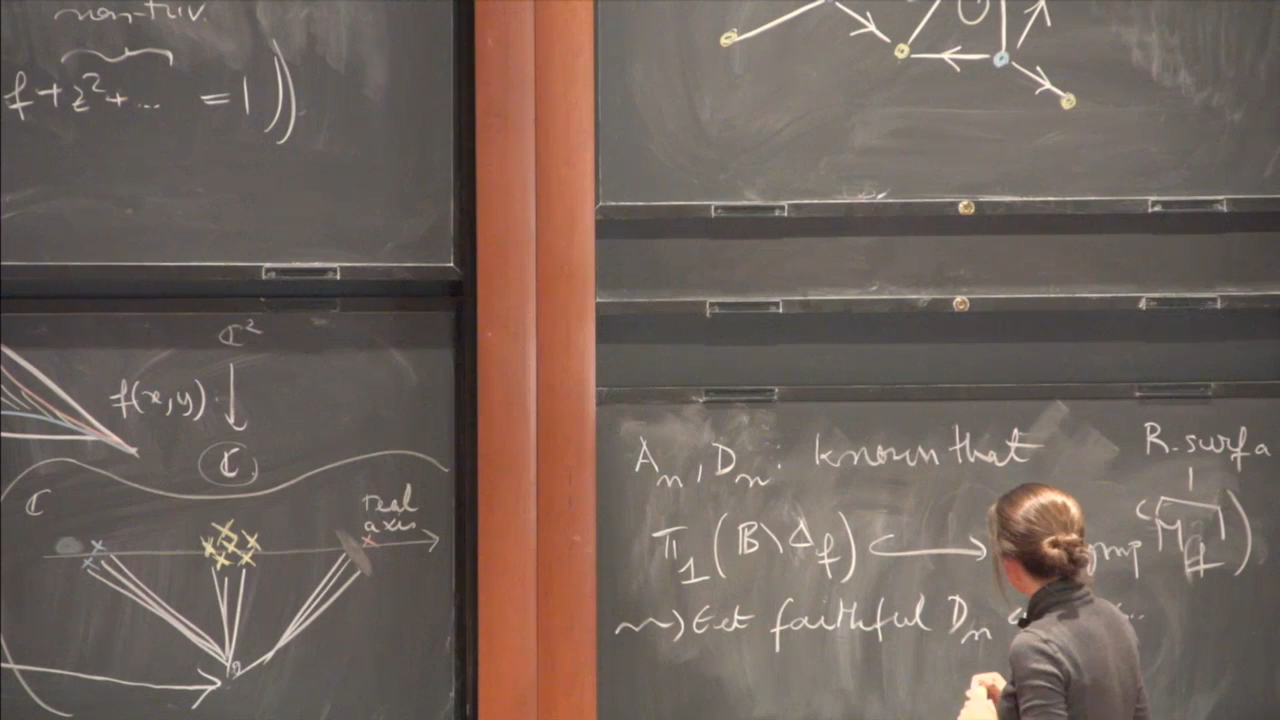 non-triv.
f + z² + ... = 1 ))
ℂ²
f(x,y) ↓
ℂ
ℂ
real
axis
Aₙ, Dₙ: known that
R. surfa
π₁(B\Δ_f) ↪
⇝ Get faithful Dₙ